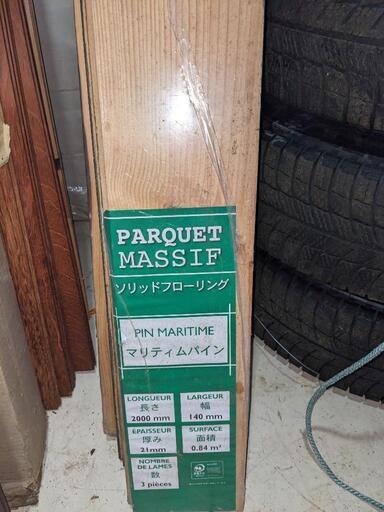 PARQUET
MASSIF
ソリッドフローリング
PIN MARITIME
マリティムパイン
LONGUEUR
長さ
2000 mm
LARGEUR
幅
140 mm
EPAISSEUR
厚み
21mm
SURFACE
面積
0.84 m²
NOMBRE
DE LAMES
数
3 pièces